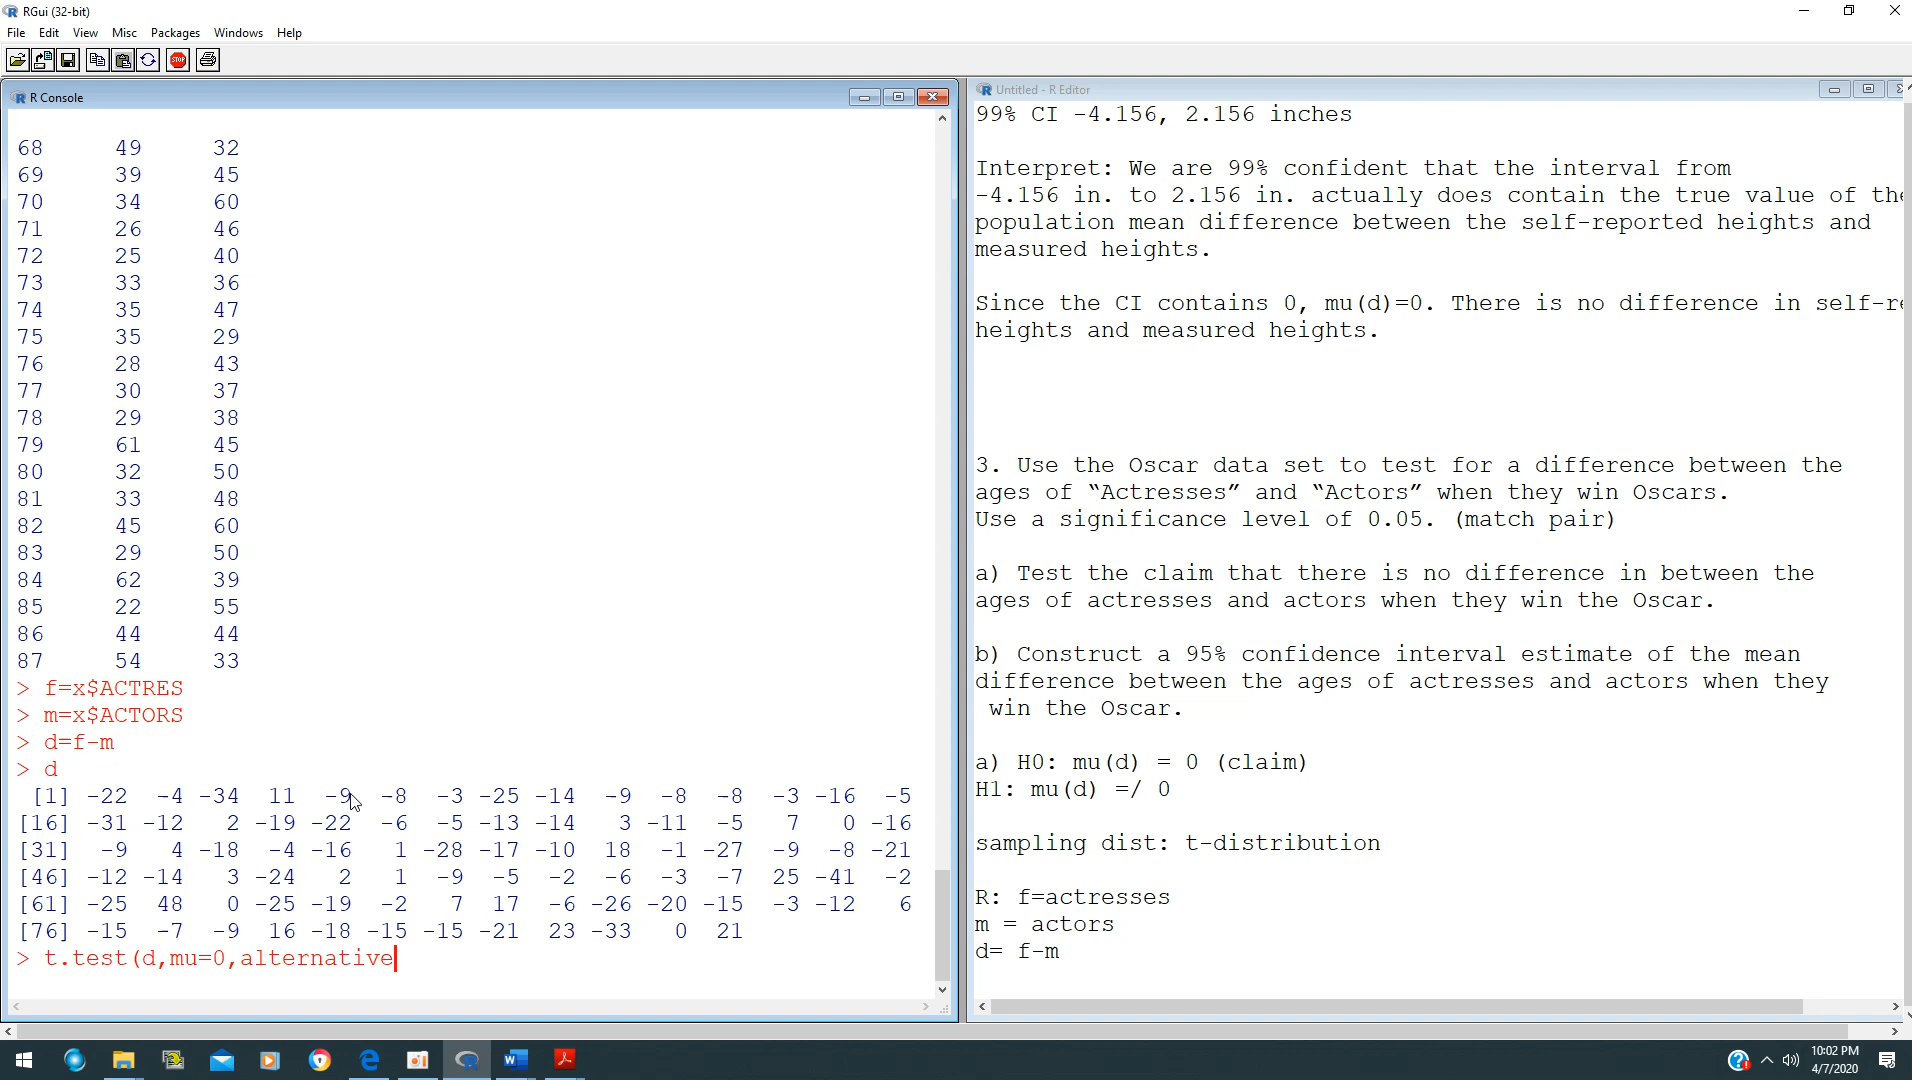 RGui (32-bit)
File Edit View Misc Packages Windows Help
STOP
R Console
68 49 32
69 39 45
70 34 60
71 26 46
72 25 40
73 33 36
74 35 47
75 35 29
76 28 43
77 30 37
78 29 38
79 61 45
80 32 50
81 33 48
82 45 60
83 29 50
84 62 39
85 22 55
86 44 44
87 54 33
> f=x$ACTRES
> m=x$ACTORS
> d=f-m
> d
[1] -22 -4 -34 11 -9 -8 -3 -25 -14 -9 -8 -8 -3 -16 -5
[16] -31 -12 2 -19 -22 -6 -5 -13 -14 3 -11 -5 7 0 -16
[31] -9 4 -18 -4 -16 1 -28 -17 -10 18 -1 -27 -9 -8 -21
[46] -12 -14 3 -24 2 1 -9 -5 -2 -6 -3 -7 25 -41 -2
[61] -25 48 0 -25 -19 -2 7 17 -6 -26 -20 -15 -3 -12 6
[76] -15 -7 -9 16 -18 -15 -15 -21 23 -33 0 21
> t.test(d,mu=0,alternative
Untitled - R Editor
99% CI -4.156, 2.156 inches
Interpret: We are 99% confident that the interval from
-4.156 in. to 2.156 in. actually does contain the true value of the
population mean difference between the self-reported heights and
measured heights.
Since the CI contains 0, mu(d)=0. There is no difference in self-re
heights and measured heights.
3. Use the Oscar data set to test for a difference between the
ages of “Actresses” and “Actors” when they win Oscars.
Use a significance level of 0.05. (match pair)
a) Test the claim that there is no difference in between the
ages of actresses and actors when they win the Oscar.
b) Construct a 95% confidence interval estimate of the mean
difference between the ages of actresses and actors when they
win the Oscar.
a) H0: mu(d) = 0 (claim)
H1: mu(d) =/ 0
sampling dist: t-distribution
R: f=actresses
m = actors
d= f-m
10:02 PM
4/7/2020